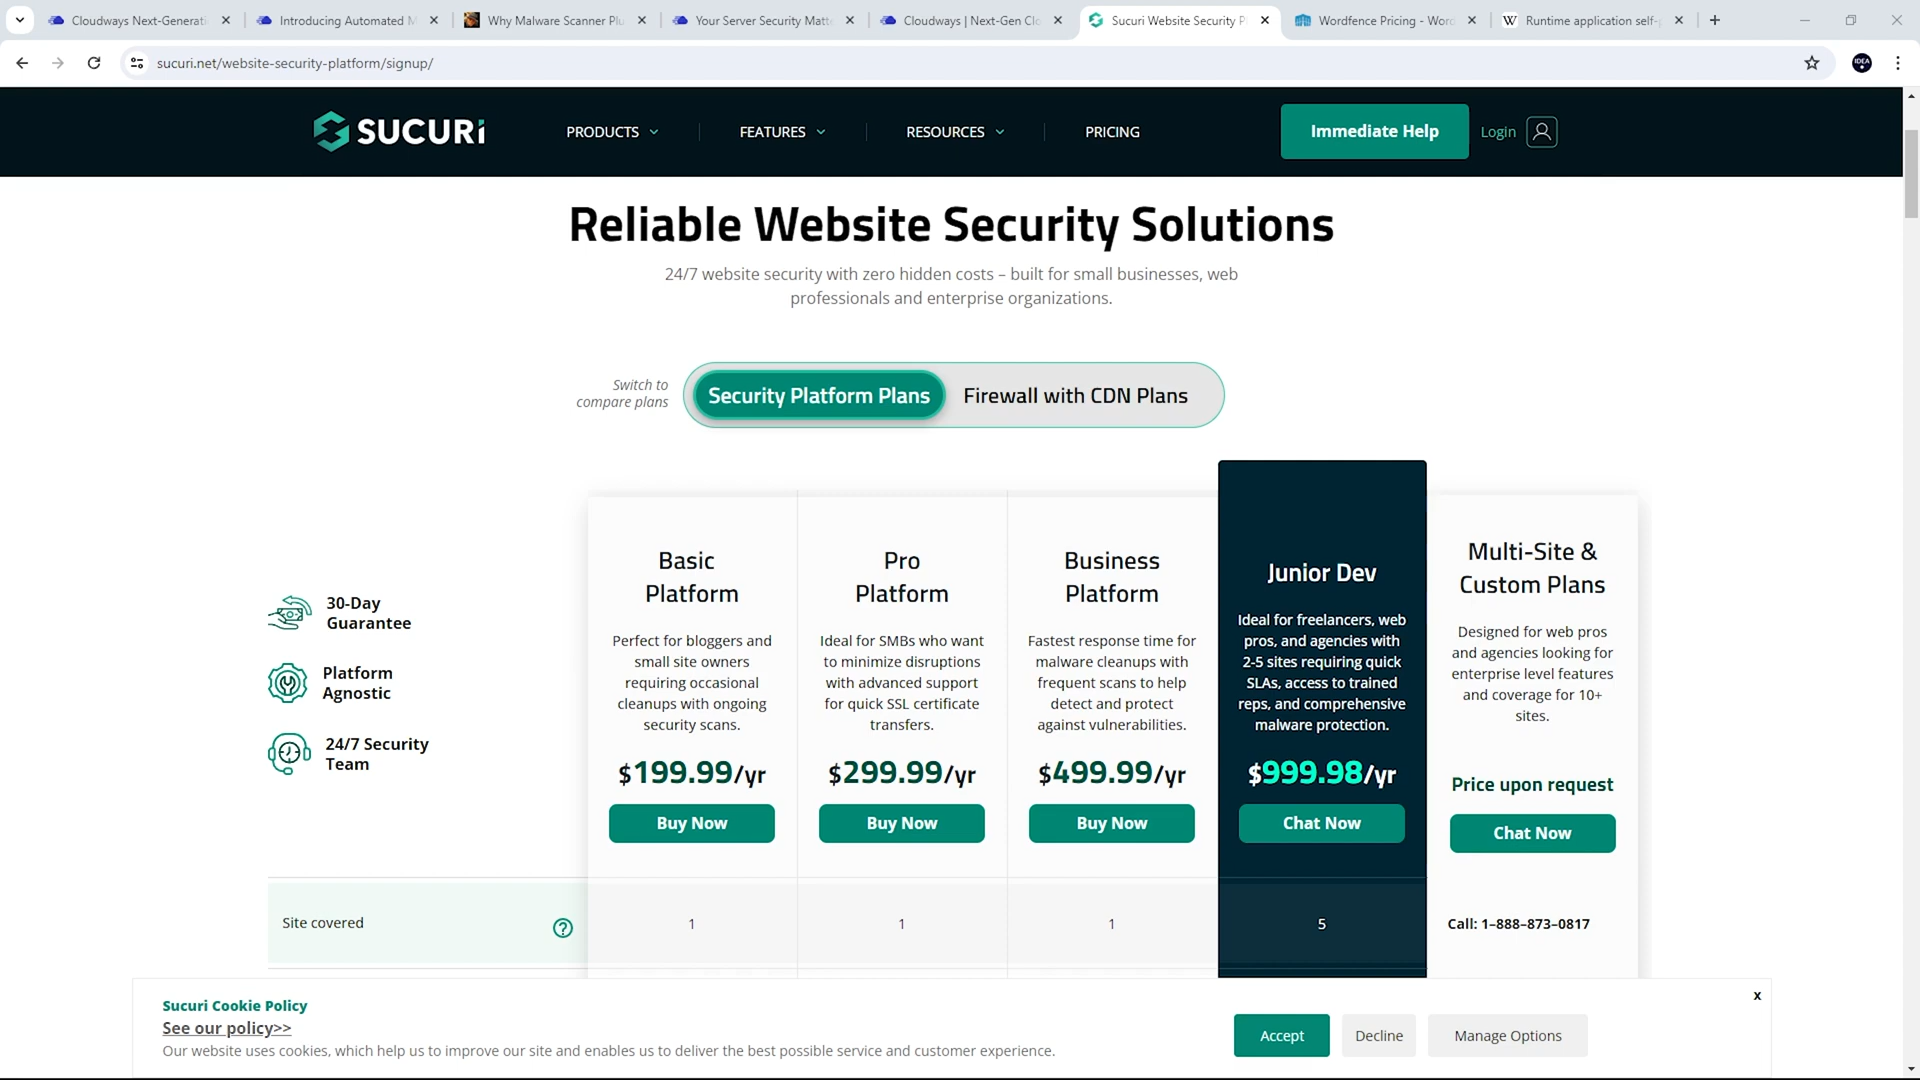 Cloudways Next-Generati
Introducing Automated M
Why Malware Scanner Plu
Your Server Security Matte
Cloudways | Next-Gen Clo
Sucuri Website Security P
Wordfence Pricing - Word
Runtime application self-p
sucuri.net/website-security-platform/signup/
SUCURi
PRODUCTS
FEATURES
RESOURCES
PRICING
Immediate Help
Login
Reliable Website Security Solutions
24/7 website security with zero hidden costs – built for small businesses, web
professionals and enterprise organizations.
Switch to
compare plans
Security Platform Plans
Firewall with CDN Plans
30-Day
Guarantee
Platform
Agnostic
24/7 Security
Team
Basic
Platform
Perfect for bloggers and
small site owners
requiring occasional
cleanups with ongoing
security scans.
$199.99/yr
Buy Now
Pro
Platform
Ideal for SMBs who want
to minimize disruptions
with advanced support
for quick SSL certificate
transfers.
$299.99/yr
Buy Now
Business
Platform
Fastest response time for
malware cleanups with
frequent scans to help
detect and protect
against vulnerabilities.
$499.99/yr
Buy Now
Junior Dev
Ideal for freelancers, web
pros, and agencies with
2-5 sites requiring quick
SLAs, access to trained
reps, and comprehensive
malware protection.
$999.98/yr
Chat Now
Multi-Site &
Custom Plans
Designed for web pros
and agencies looking for
enterprise level features
and coverage for 10+
sites.
Price upon request
Chat Now
Site covered
?
1
1
1
5
Call: 1–888–873–0817
Sucuri Cookie Policy
See our policy>>
Our website uses cookies, which help us to improve our site and enables us to deliver the best possible service and customer experience.
Accept
Decline
Manage Options
x